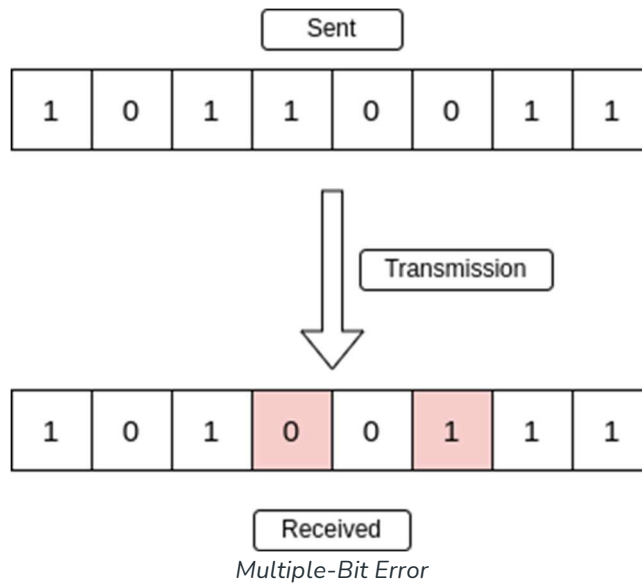 Sent
1 0 1 1 0 0 1 1
Transmission
1 0 1 0 0 1 1 1
Received
Multiple-Bit Error